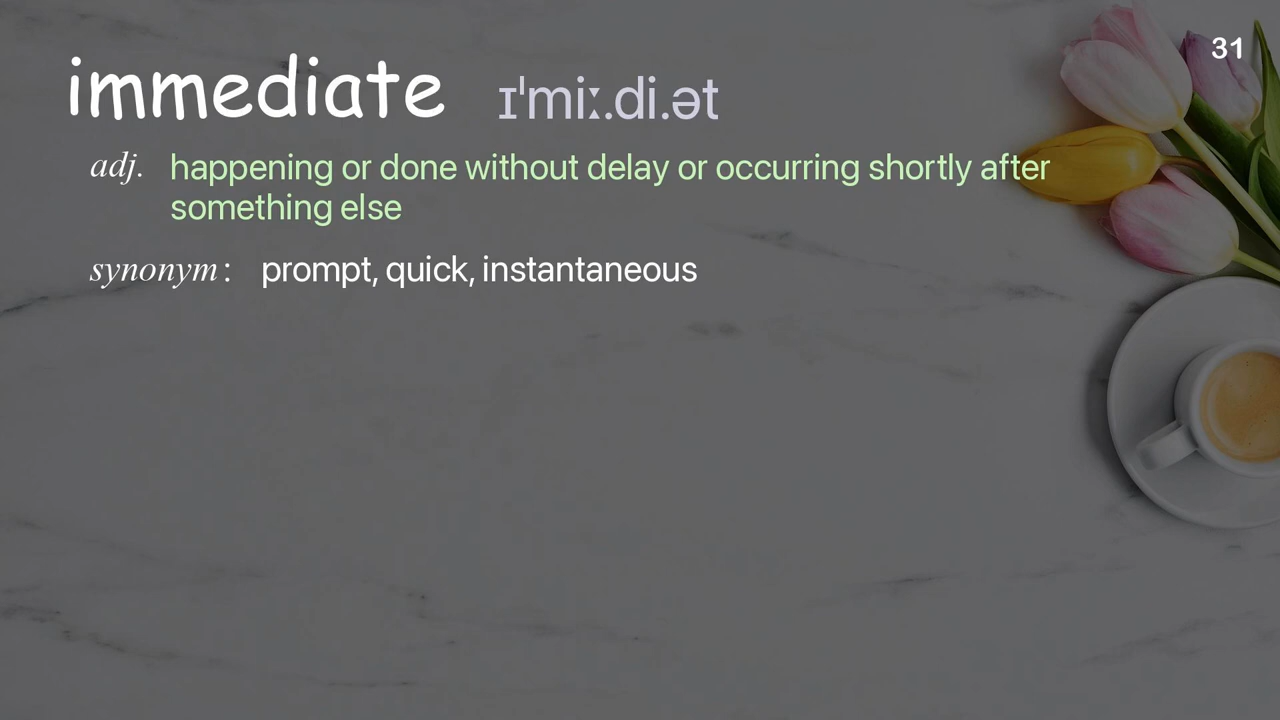 31
immediate ɪˈmiː.di.ət
adj. happening or done without delay or occurring shortly after
something else
synonym: prompt, quick, instantaneous